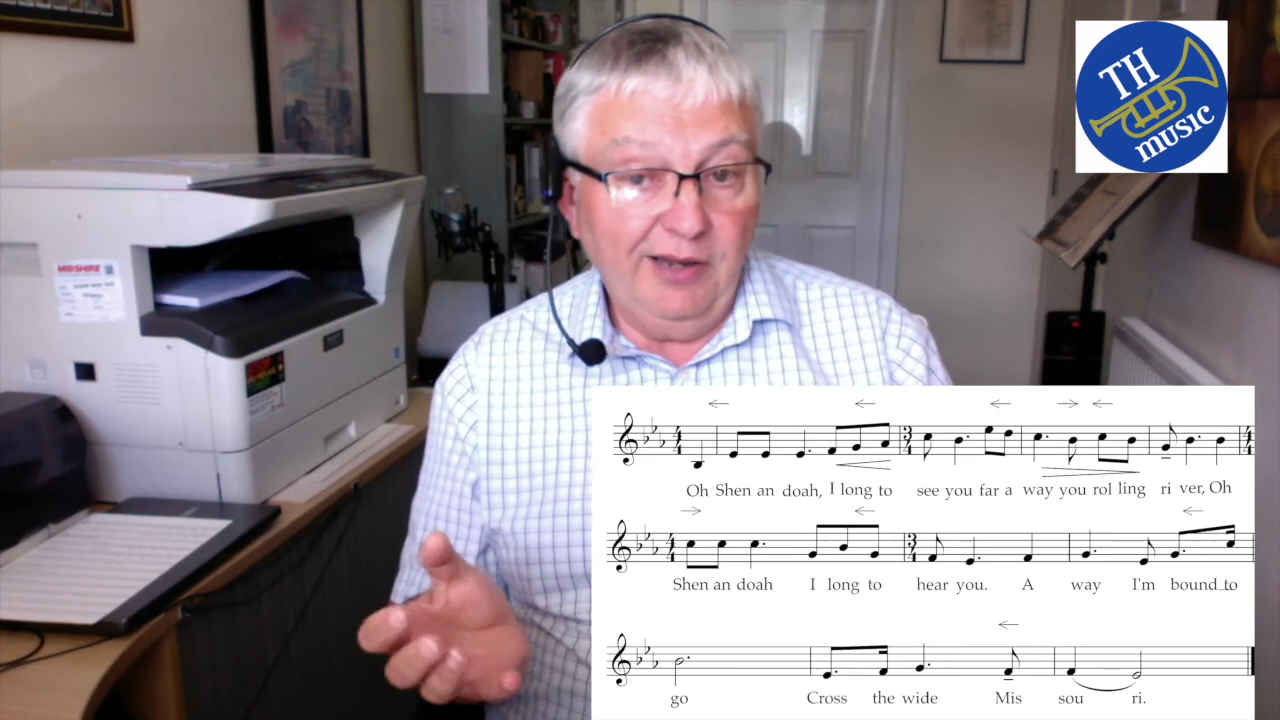 TH
music
MIDSHIRE
Oh Shen an doah, I long to see you far a way you rol ling ri ver, Oh
Shen an doah I long to hear you. A way I'm bound to
go Cross the wide Mis sou ri.